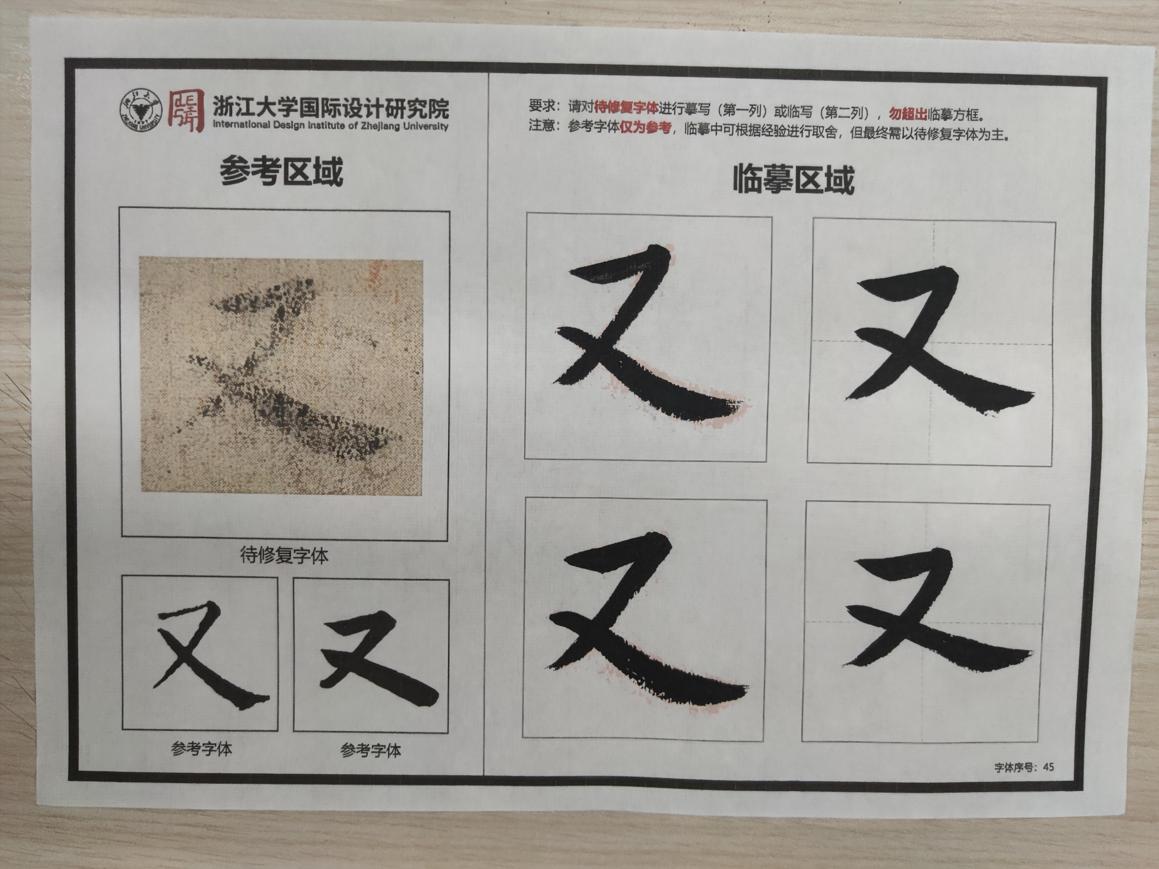 浙江大学国际设计研究院
International Design Institute of Zhejiang University
参考区域
又
待修复字体
又
又
参考字体
参考字体
要求：请对待修复字体进行摹写（第一列）或临写（第二列），勿超出临摹方框。
注意：参考字体仅为参考，临摹中可根据经验进行取舍，但最终需以待修复字体为主。
临摹区域
又
又
又
又
字体序号：45